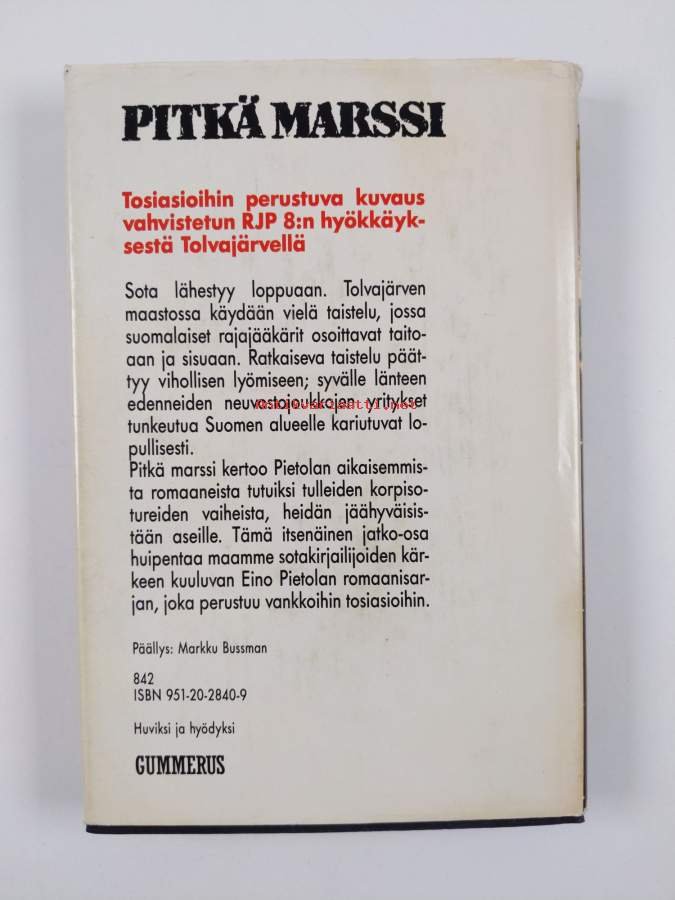 PITKÄ MARSSI
Tosiasioihin perustuva kuvaus
vahvistetun RJP 8:n hyökkäyk-
sestä Tolvajärvellä
Sota lähestyy loppuaan. Tolvajärven
maastossa käydään vielä taistelu, jossa
suomalaiset rajajääkärit osoittavat taito-
aan ja sisuaan. Ratkaiseva taistelu päät-
tyy vihollisen lyömiseen; syvälle länteen
edenneiden neuvostojoukkojen yritykset
tunkeutua Suomen alueelle kariutuvat lo-
pullisesti.
Pitkä marssi kertoo Pietolan aikaisemmis-
ta romaaneista tutuiksi tulleiden korpiso-
tureiden vaiheista, heidän jäähyväisis-
tään aseille. Tämä itsenäinen jatko-osa
huipentaa maamme sotakirjailijoiden kär-
keen kuuluvan Eino Pietolan romaanisar-
jan, joka perustuu vankkoihin tosiasioihin.
Päällys: Markku Bussman
842
ISBN 951-20-2840-9
Huviksi ja hyödyksi
GUMMERUS